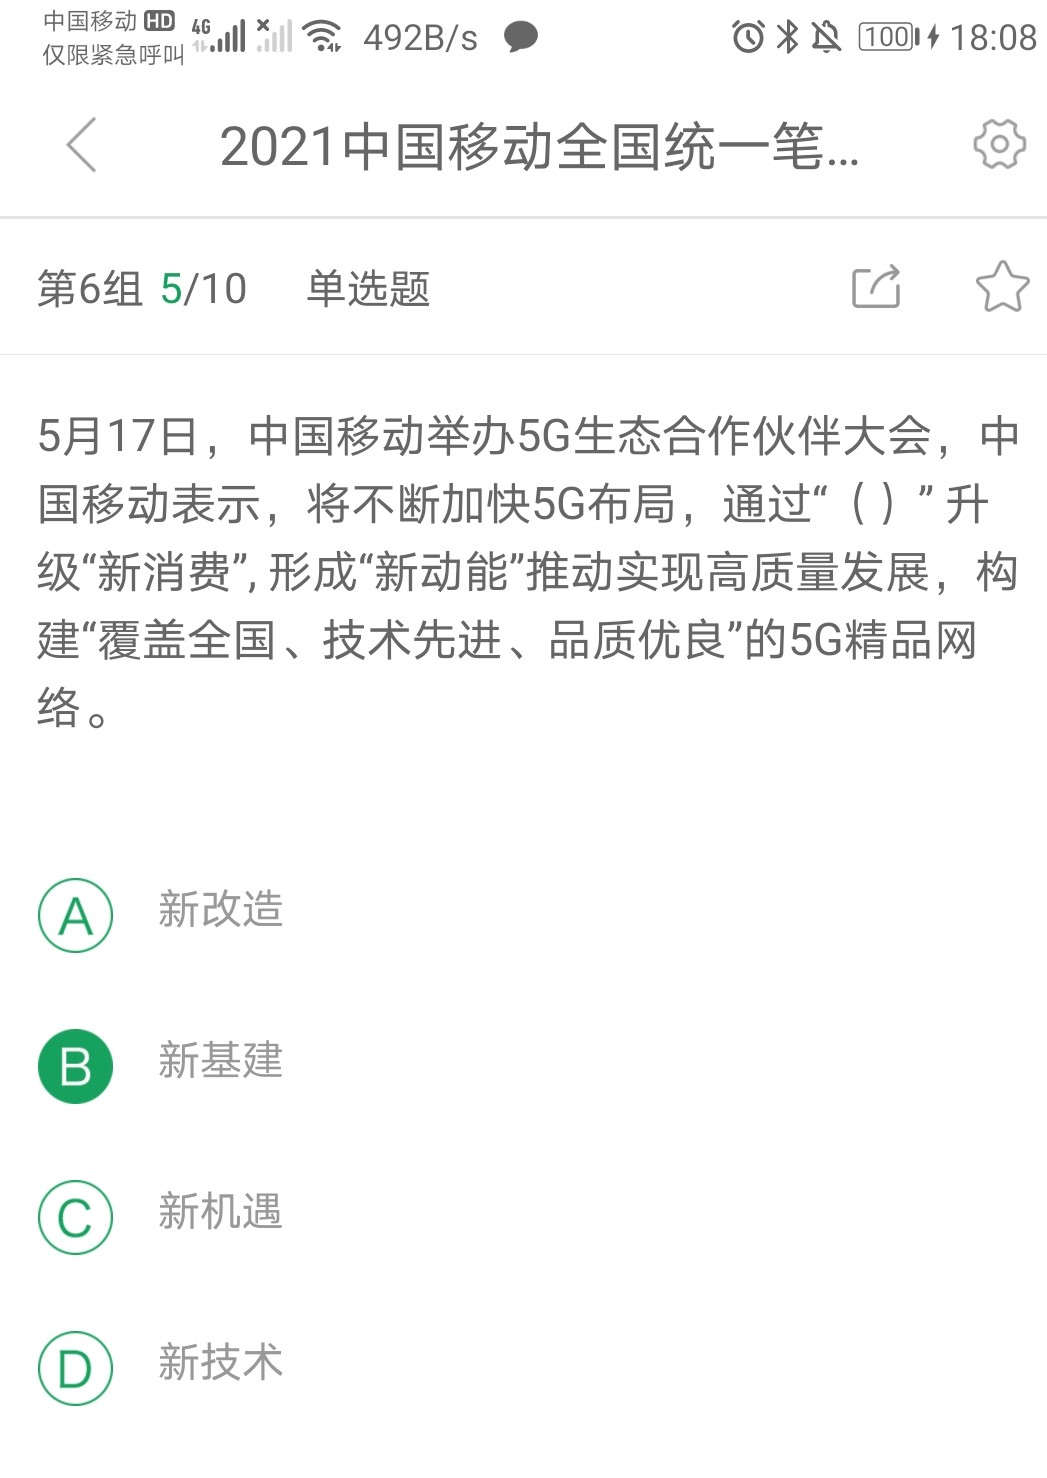 中国移动 HD 4G 492B/s 100 18:08
仅限紧急呼叫
2021中国移动全国统一笔...
第6组 5/10 单选题
5月17日，中国移动举办5G生态合作伙伴大会，中
国移动表示，将不断加快5G布局，通过“（）”升
级“新消费”, 形成“新动能”推动实现高质量发展，构
建“覆盖全国、技术先进、品质优良”的5G精品网
络。
A 新改造
B 新基建
C 新机遇
D 新技术